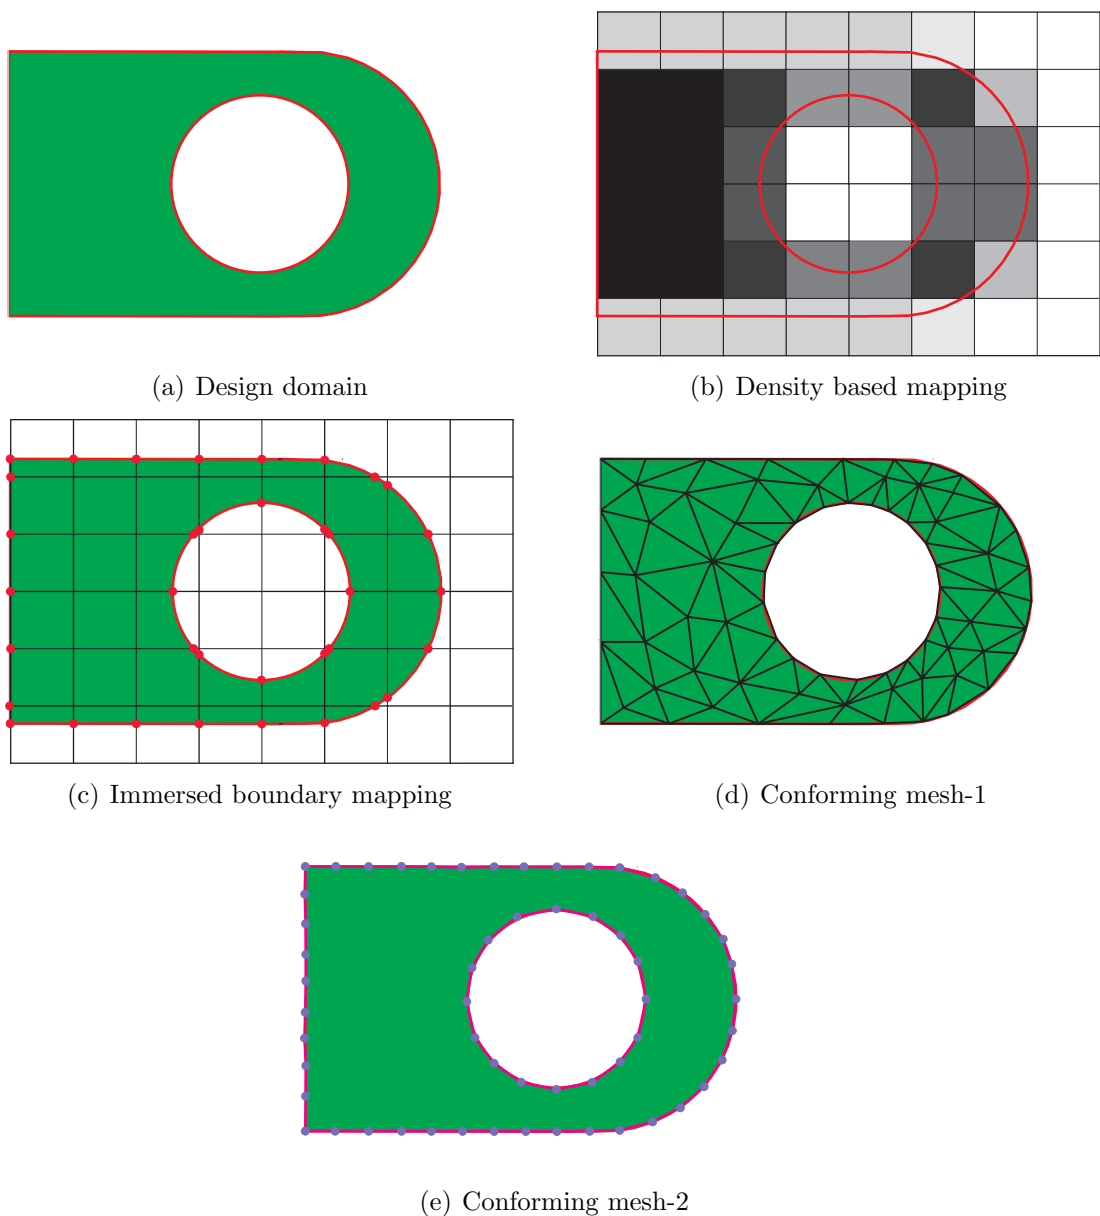 (a) Design domain
(b) Density based mapping
(c) Immersed boundary mapping
(d) Conforming mesh-1
(e) Conforming mesh-2